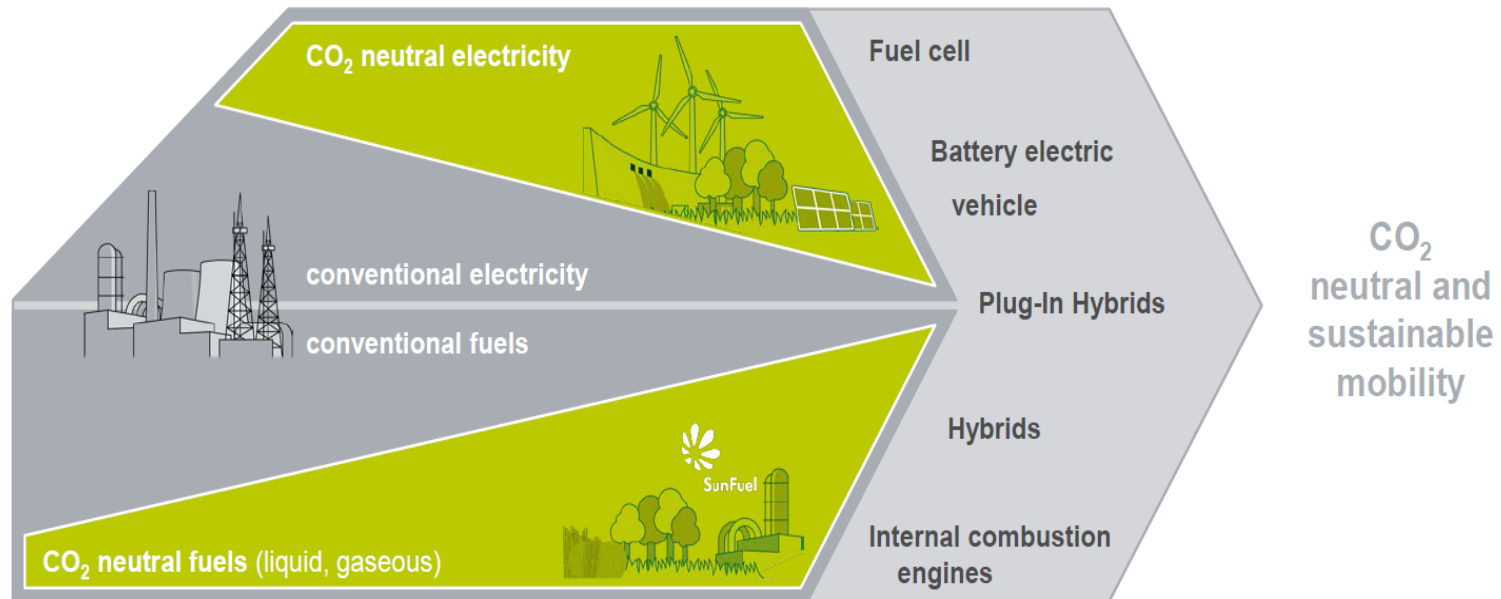 CO₂ neutral electricity
conventional electricity
conventional fuels
SunFuel
CO₂ neutral fuels (liquid, gaseous)
Fuel cell
Battery electric
vehicle
Plug-In Hybrids
Hybrids
Internal combustion
engines
CO₂
neutral and
sustainable
mobility